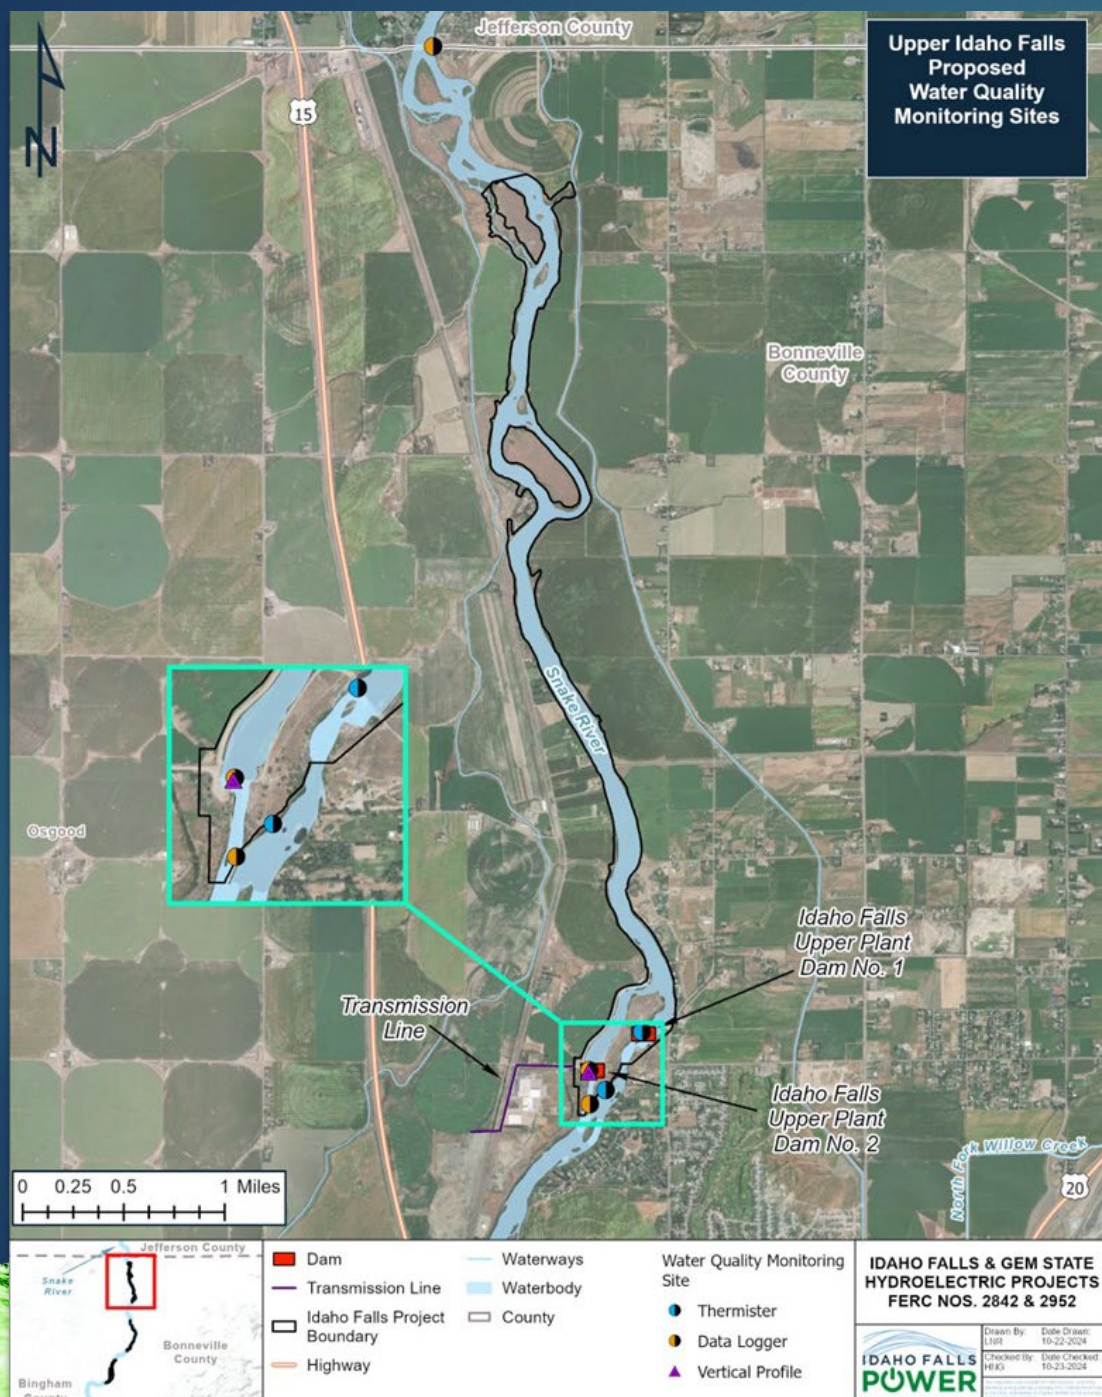 Jefferson County
Upper Idaho Falls
Proposed
Water Quality
Monitoring Sites
N
15
Bonneville
County
Snake River
Osgood
Idaho Falls
Upper Plant
Dam No. 1
Transmission
Line
Idaho Falls
Upper Plant
Dam No. 2
North Fork Willow Creek
20
0 0.25 0.5 1 Miles
Jefferson County
Snake
River
Bonneville
County
Bingham
County
Dam
Transmission Line
Idaho Falls Project
Boundary
Highway
Waterways
Waterbody
County
Water Quality Monitoring
Site
Thermister
Data Logger
Vertical Profile
IDAHO FALLS & GEM STATE
HYDROELECTRIC PROJECTS
FERC NOS. 2842 & 2952
IDAHO FALLS
POWER
Drawn By: Date Drawn:
LNR 10-22-2024
Checked By: Date Checked:
HNG 10-23-2024